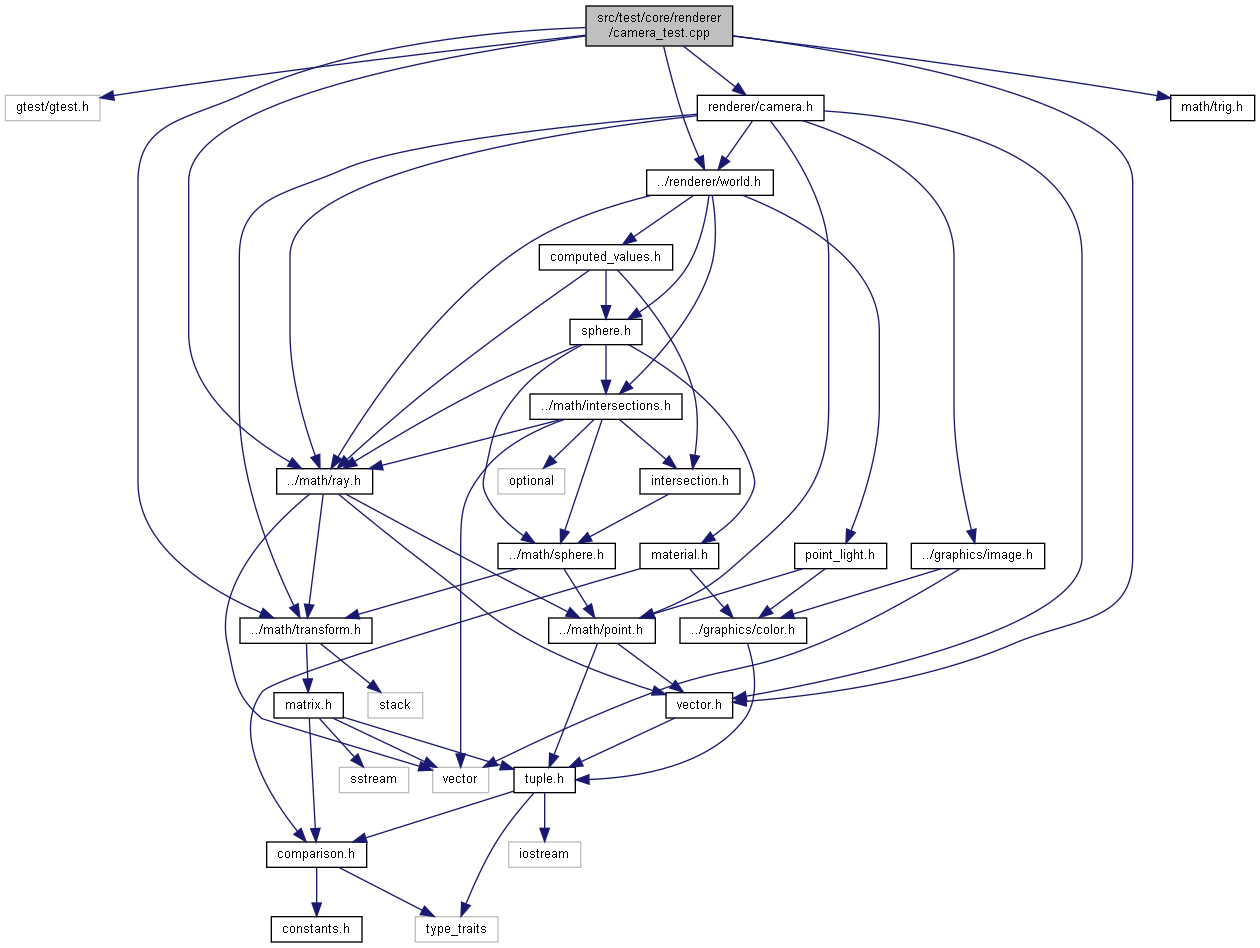 src/test/core/renderer
/camera_test.cpp
gtest/gtest.h
renderer/camera.h
math/trig.h
../renderer/world.h
computed_values.h
sphere.h
../math/intersections.h
../math/ray.h
optional
intersection.h
../math/sphere.h
material.h
point_light.h
../graphics/image.h
../math/transform.h
../math/point.h
../graphics/color.h
matrix.h
stack
vector.h
sstream
vector
tuple.h
comparison.h
iostream
constants.h
type_traits